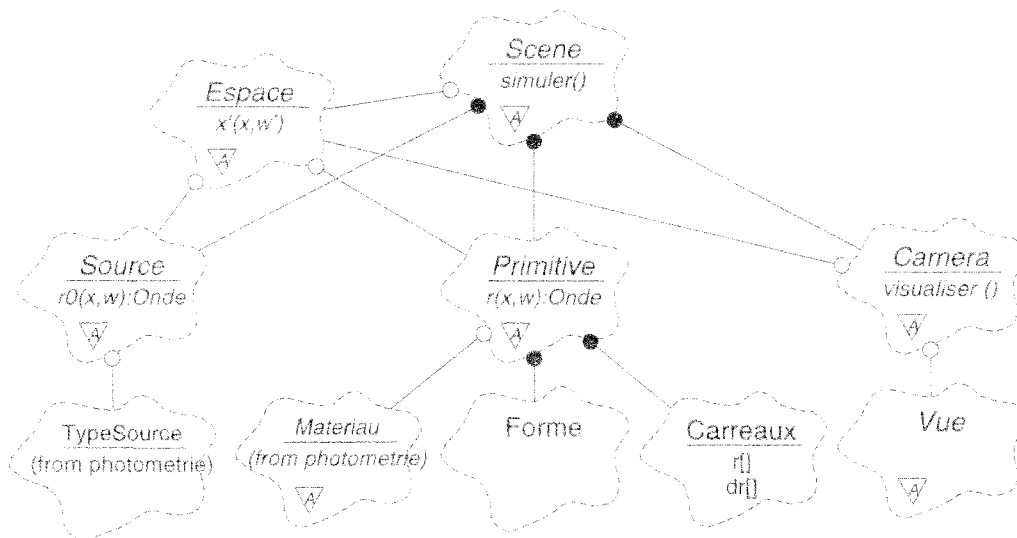 Scene
simuler()
A
Espace
x'(x,w')
A
Source
r0(x,w):Onde
A
Primitive
r(x,w):Onde
A
Camera
visualiser ()
A
TypeSource
(from photometrie)
Materiau
(from photometrie)
A
Forme
Carreaux
r[]
dr[]
Vue
A